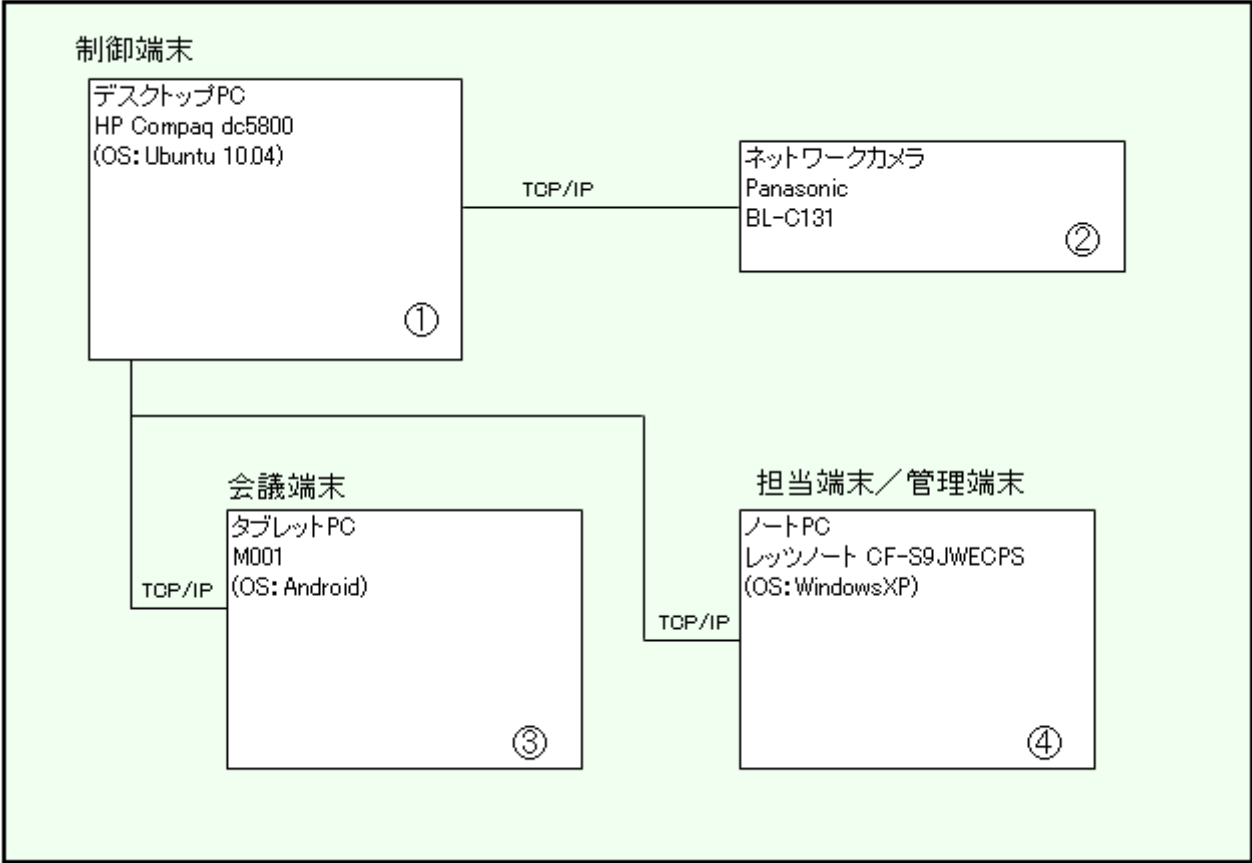 制御端末
デスクトップPC
HP Compaq dc5800
(OS:Ubuntu 10.04)
①
TCP/IP
ネットワークカメラ
Panasonic
BL-C131
②
会議端末
タブレットPC
M001
(OS:Android)
③
TCP/IP
担当端末／管理端末
ノートPC
レッツノート CF-S9JWECPS
(OS:WindowsXP)
④
TCP/IP